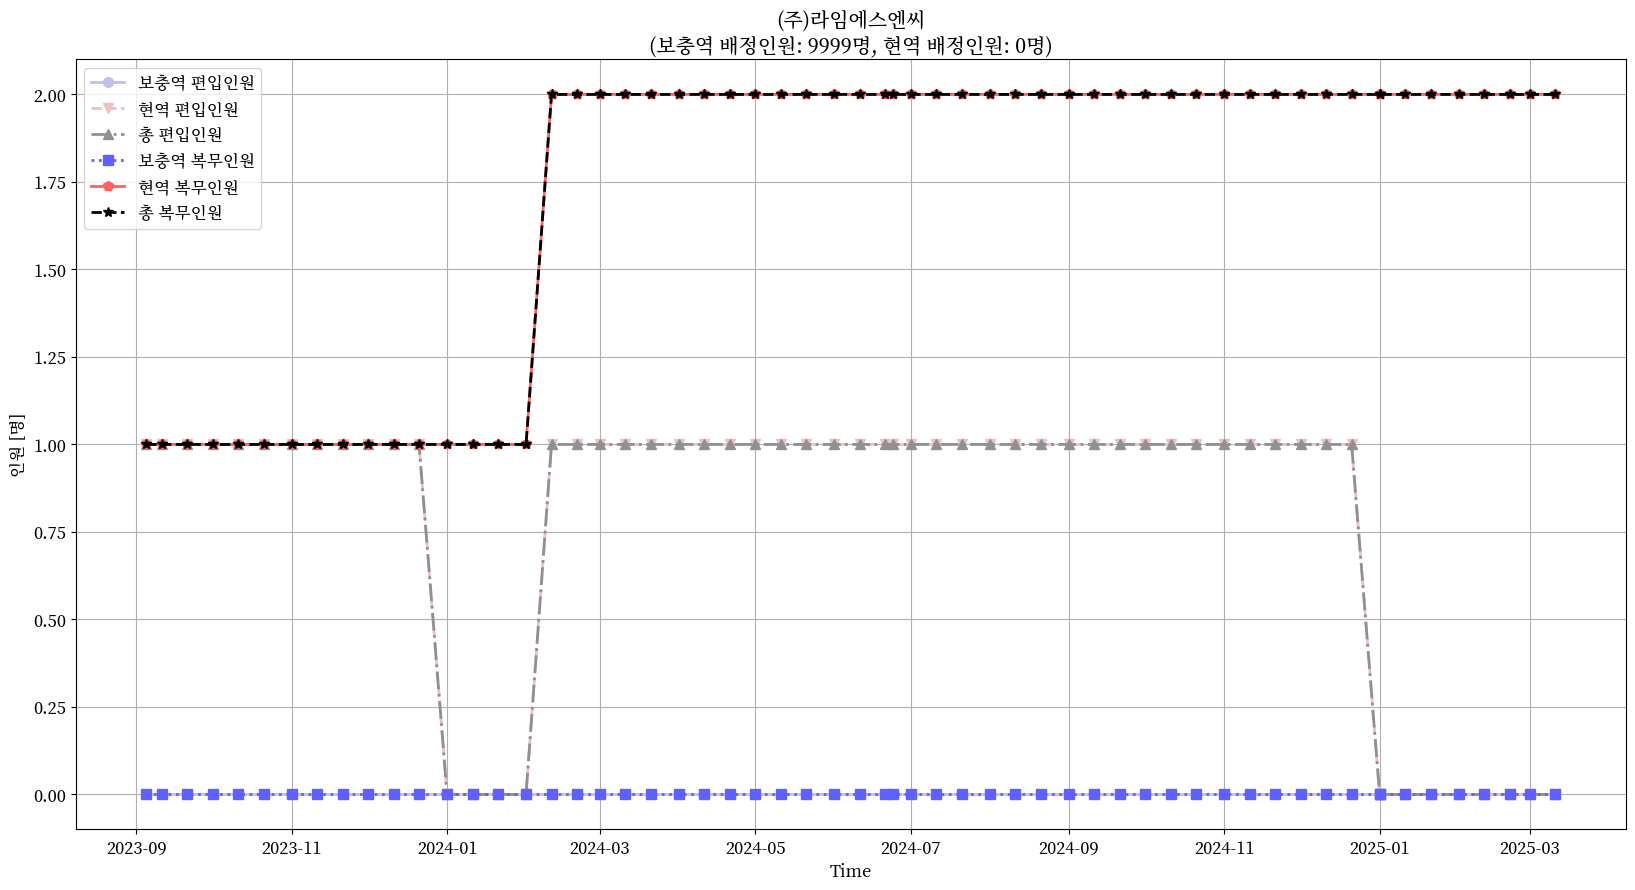 (주)라임에스엔씨
(보충역 배정인원: 9999명, 현역 배정인원: 0명)
보충역 편입인원
현역 편입인원
총 편입인원
보충역 복무인원
현역 복무인원
총 복무인원
2.00
1.75
1.50
1.25
1.00
0.75
0.50
0.25
0.00
인원 [명]
2023-09
2023-11
2024-01
2024-03
2024-05
2024-07
2024-09
2024-11
2025-01
2025-03
Time